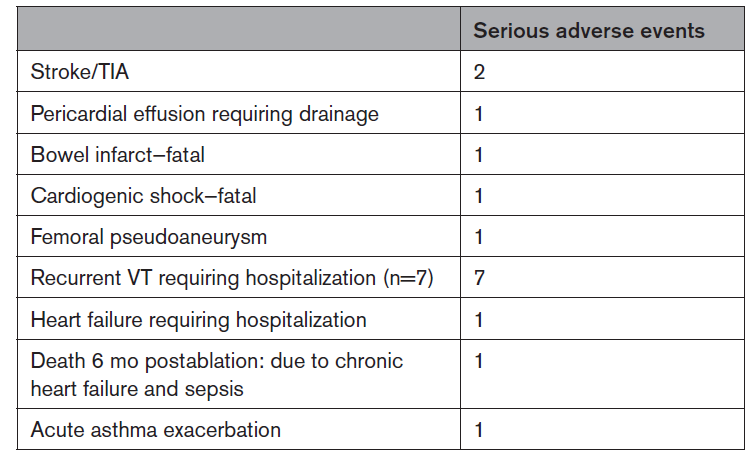 Serious adverse events
Stroke/TIA 2
Pericardial effusion requiring drainage 1
Bowel infarct–fatal 1
Cardiogenic shock–fatal 1
Femoral pseudoaneurysm 1
Recurrent VT requiring hospitalization (n=7) 7
Heart failure requiring hospitalization 1
Death 6 mo postablation: due to chronic 1
heart failure and sepsis
Acute asthma exacerbation 1